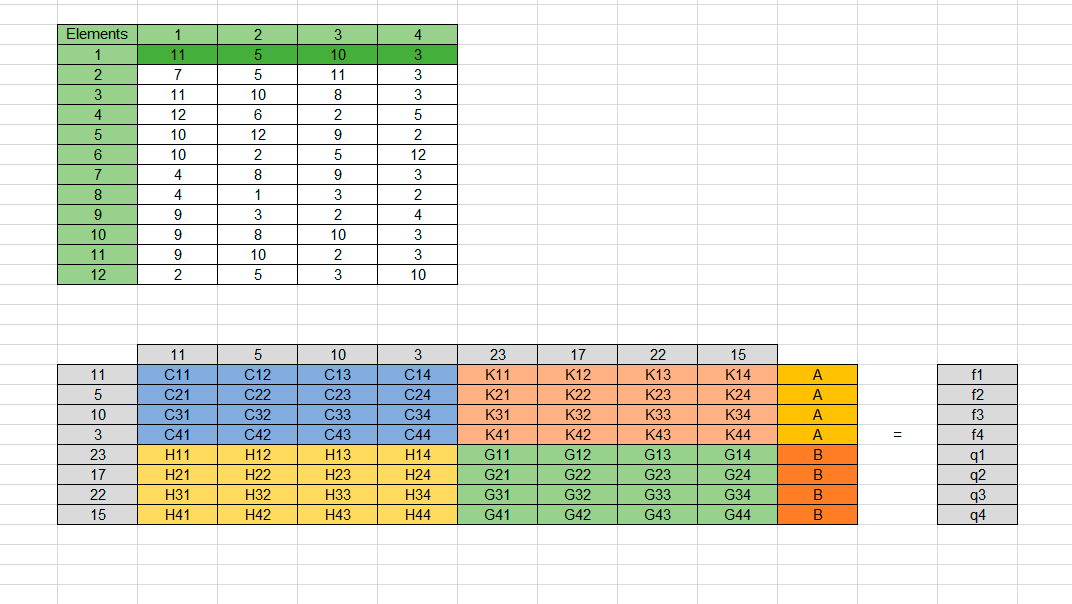 Elements 1 2 3 4
1 11 5 10 3
2 7 5 11 3
3 11 10 8 3
4 12 6 2 5
5 10 12 9 2
6 10 2 5 12
7 4 8 9 3
8 4 1 3 2
9 9 3 2 4
10 9 8 10 3
11 9 10 2 3
12 2 5 3 10
11 5 10 3 23 17 22 15
11 C11 C12 C13 C14 K11 K12 K13 K14 A f1
5 C21 C22 C23 C24 K21 K22 K23 K24 A f2
10 C31 C32 C33 C34 K31 K32 K33 K34 A f3
3 C41 C42 C43 C44 K41 K42 K43 K44 A = f4
23 H11 H12 H13 H14 G11 G12 G13 G14 B q1
17 H21 H22 H23 H24 G21 G22 G23 G24 B q2
22 H31 H32 H33 H34 G31 G32 G33 G34 B q3
15 H41 H42 H43 H44 G41 G42 G43 G44 B q4